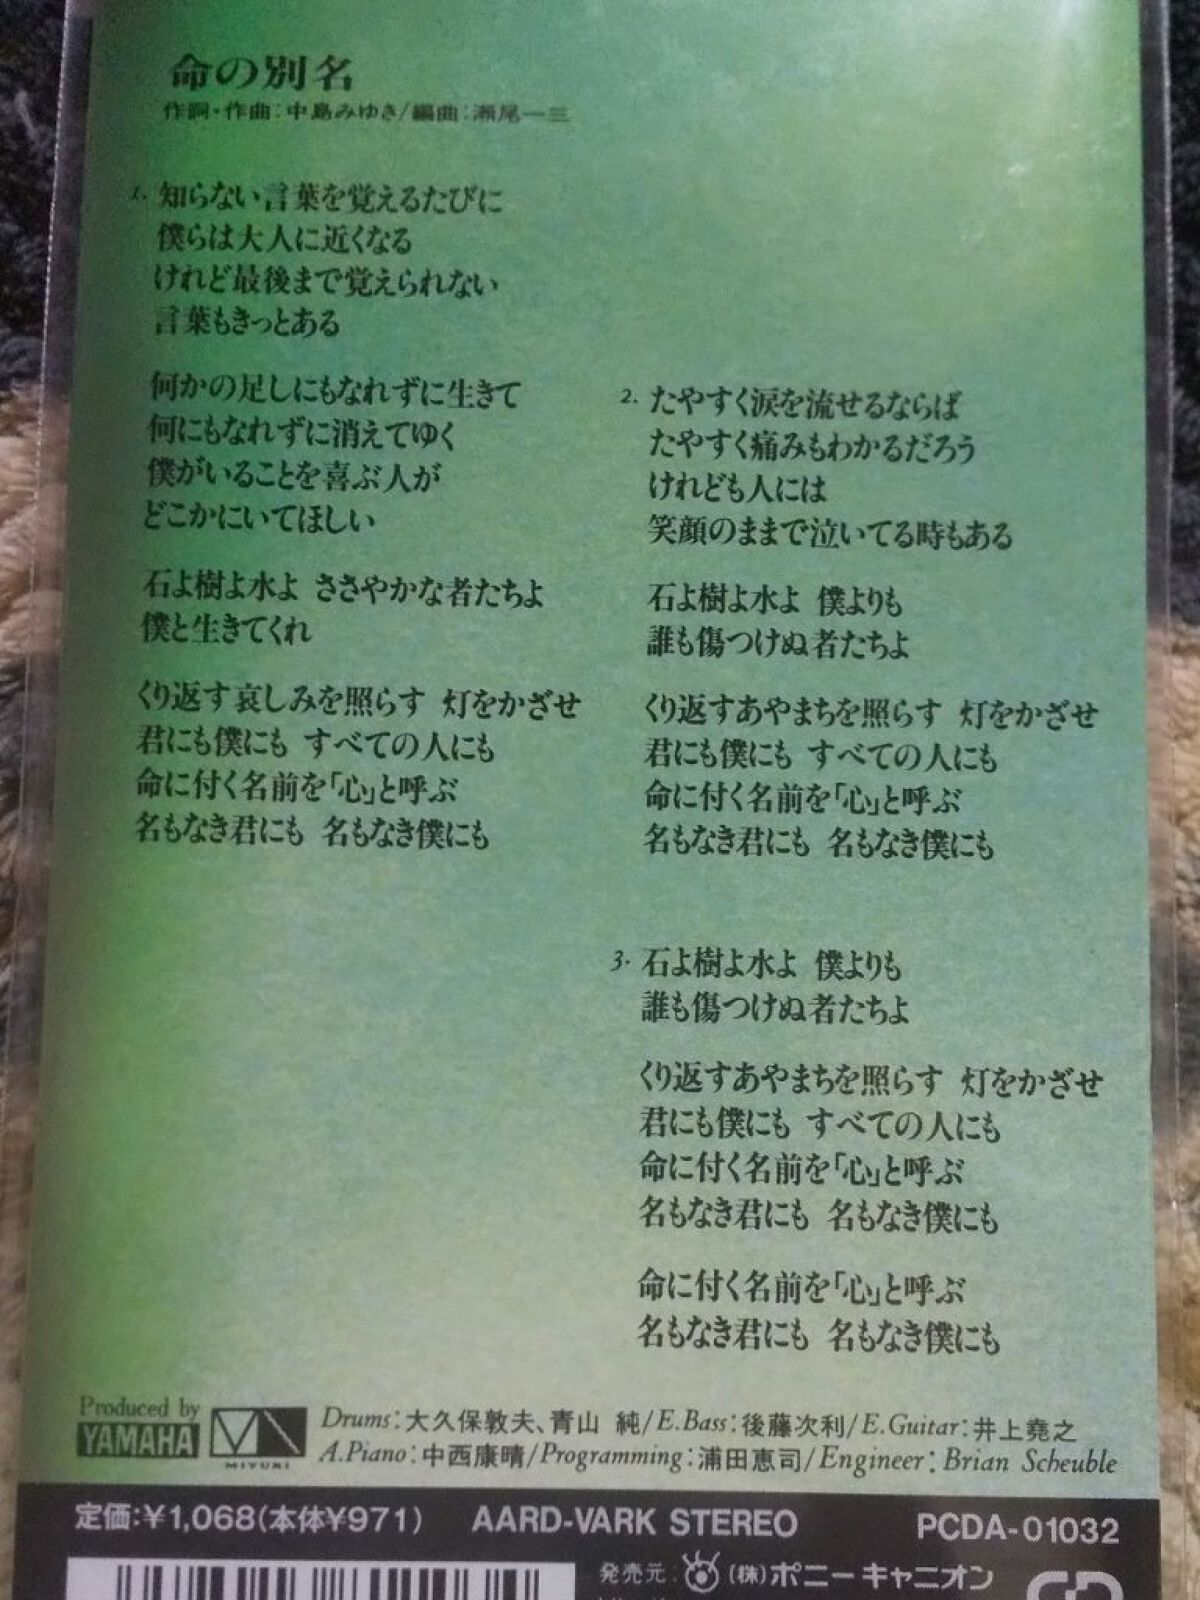 命の別名
作詞・作曲:中島みゆき/編曲:瀬尾一三
1. 知らない言葉を覚えるたびに
僕らは大人に近くなる
けれど最後まで覚えられない
言葉もきっとある
何かの足しにもなれずに生きて
何にもなれずに消えてゆく
僕がいることを喜ぶ人が
どこかにいてほしい
石よ樹よ水よ ささやかな者たちよ
僕と生きてくれ
くり返す哀しみを照らす 灯をかざせ
君にも僕にも すべての人にも
命に付く名前を「心」と呼ぶ
名もなき君にも 名もなき僕にも
2. たやすく涙を流せるならば
たやすく痛みもわかるだろう
けれども人には
笑顔のままで泣いてる時もある
石よ樹よ水よ 僕よりも
誰も傷つけぬ者たちよ
くり返すあやまちを照らす 灯をかざせ
君にも僕にも すべての人にも
命に付く名前を「心」と呼ぶ
名もなき君にも 名もなき僕にも
3. 石よ樹よ水よ 僕よりも
誰も傷つけぬ者たちよ
くり返すあやまちを照らす 灯をかざせ
君にも僕にも すべての人にも
命に付く名前を「心」と呼ぶ
名もなき君にも 名もなき僕にも
命に付く名前を「心」と呼ぶ
名もなき君にも 名もなき僕にも
Produced by
YAMAHA
MIYUKI
Drums:大久保敦夫、青山 純/E.Bass:後藤次利/E.Guitar:井上堯之
A.Piano:中西康晴/Programming:浦田恵司/Engineer:Brian Scheuble
定価:¥1,068(本体¥971) AARD-VARK STEREO PCDA-01032
発売元:(株)ポニーキャニオン